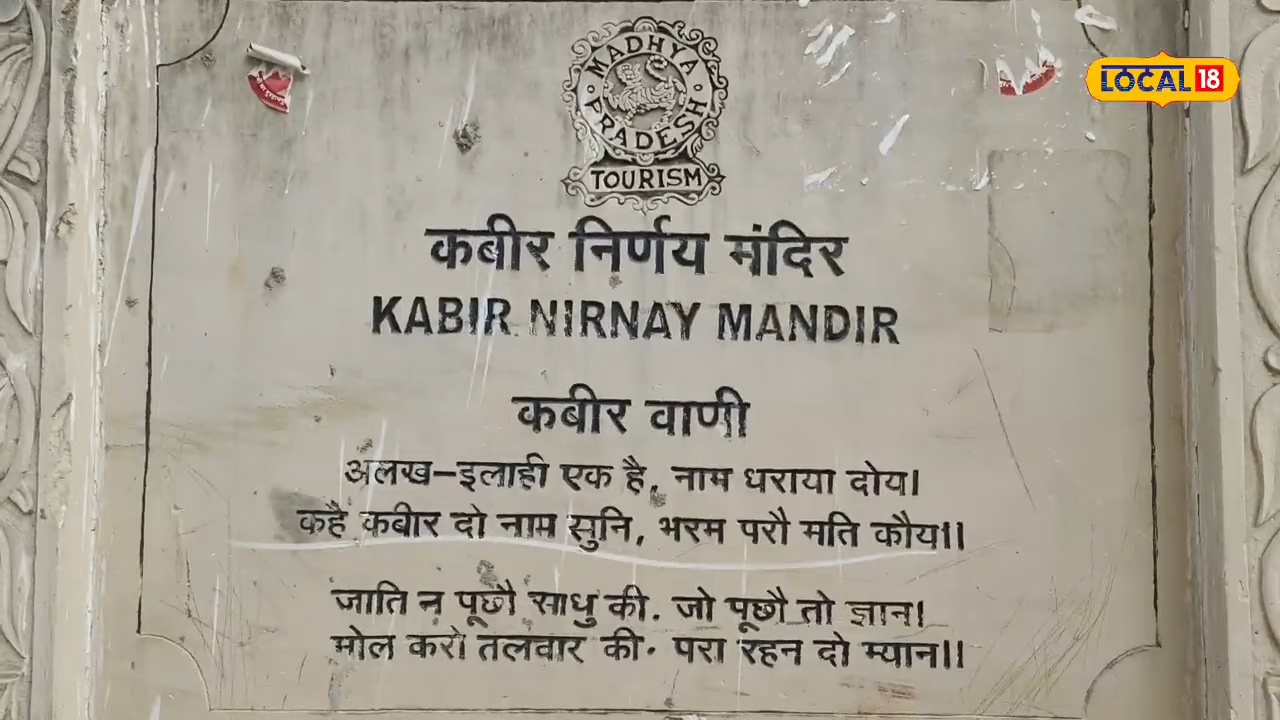 MADHYA
PRADESH
TOURISM
LOCAL 18
कबीर निर्णय मंदिर
KABIR NIRNAY MANDIR
कबीर वाणी
अलख–इलाही एक है, नाम धराया दोय।
कहै कबीर दो नाम सुनि, भरम परौ मति कौय॥
जाति न पूछौ साधु की. जो पूछौ तो ज्ञान।
मोल करो तलवार की· परा रहन दो म्यान॥